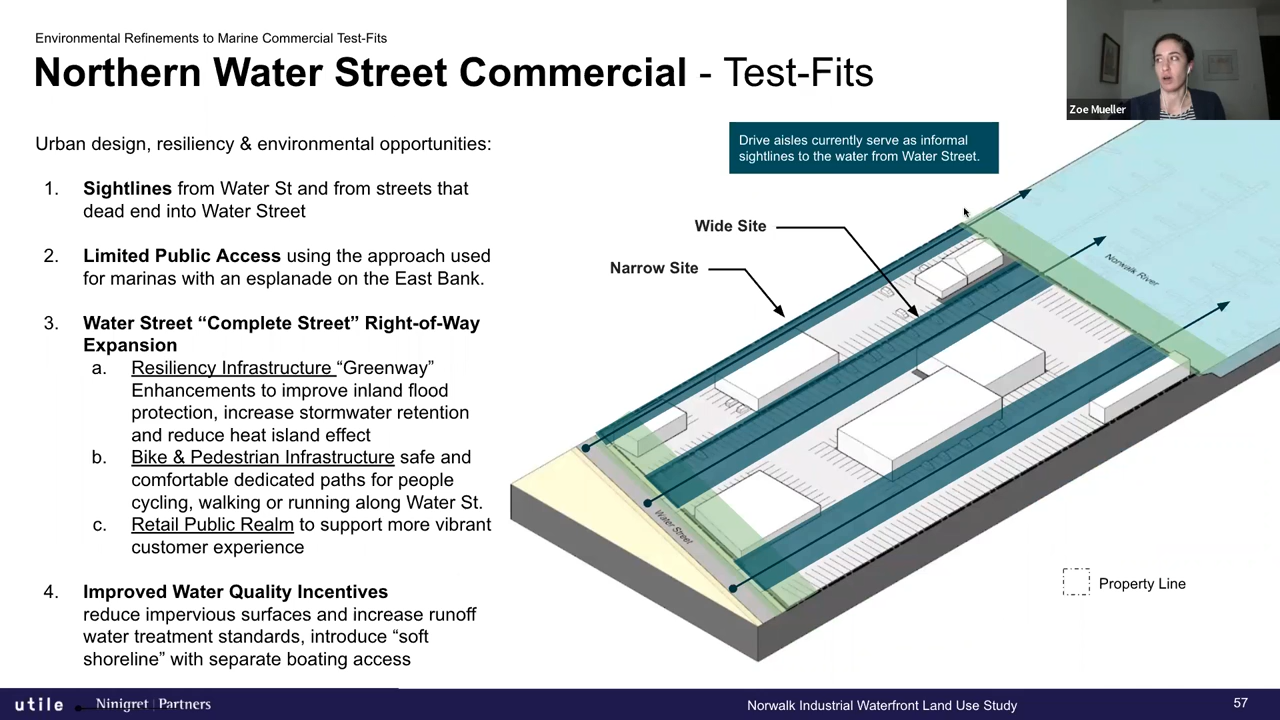 Environmental Refinements to Marine Commercial Test-Fits
Northern Water Street Commercial - Test-Fits
Zoe Mueller
Urban design, resiliency & environmental opportunities:
1. Sightlines from Water St and from streets that
dead end into Water Street
2. Limited Public Access using the approach used
for marinas with an esplanade on the East Bank.
3. Water Street “Complete Street” Right-of-Way
Expansion
a. Resiliency Infrastructure “Greenway”
Enhancements to improve inland flood
protection, increase stormwater retention
and reduce heat island effect
b. Bike & Pedestrian Infrastructure safe and
comfortable dedicated paths for people
cycling, walking or running along Water St.
c. Retail Public Realm to support more vibrant
customer experience
4. Improved Water Quality Incentives
reduce impervious surfaces and increase runoff
water treatment standards, introduce “soft
shoreline” with separate boating access
Drive aisles currently serve as informal
sightlines to the water from Water Street.
Wide Site
Narrow Site
Norwalk River
Water Street
Property Line
utile
Ninigret | Partners
Norwalk Industrial Waterfront Land Use Study
57